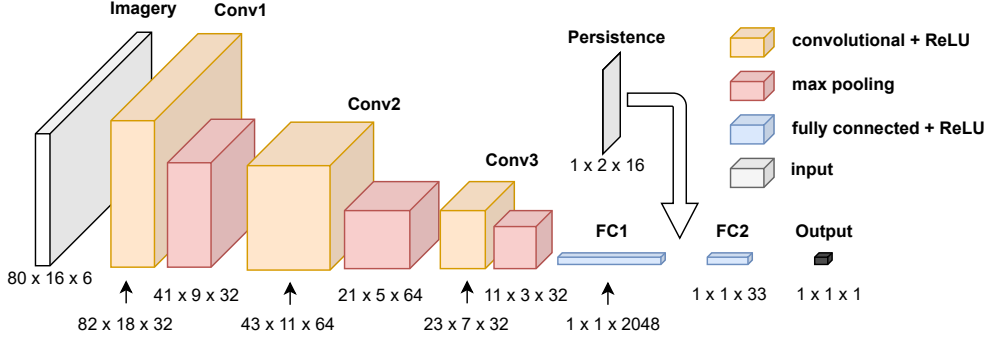 Imagery
Conv1
Persistence
convolutional + ReLU
max pooling
Conv2
fully connected + ReLU
Conv3
1 x 2 x 16
input
FC1
FC2
Output
80 x 16 x 6
41 x 9 x 32
21 x 5 x 64
11 x 3 x 32
1 x 1 x 33
1 x 1 x 1
82 x 18 x 32
43 x 11 x 64
23 x 7 x 32
1 x 1 x 2048